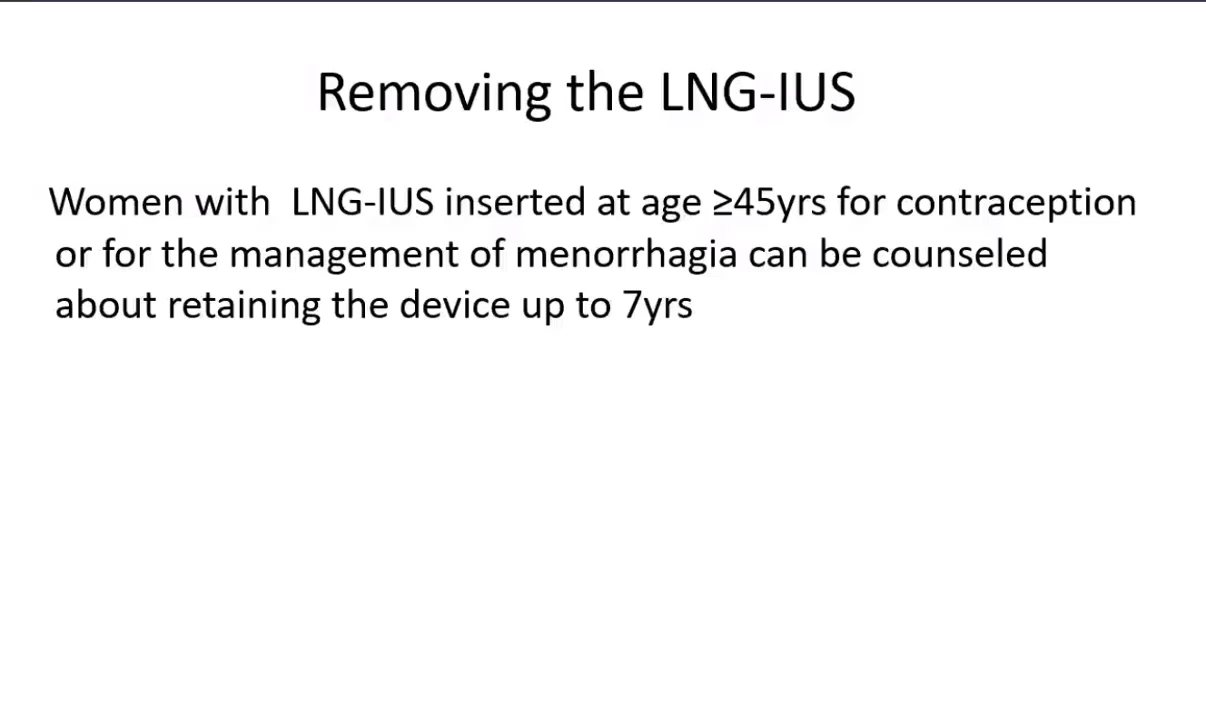 Removing the LNG-IUS
Women with LNG-IUS inserted at age ≥45yrs for contraception
or for the management of menorrhagia can be counseled
about retaining the device up to 7yrs